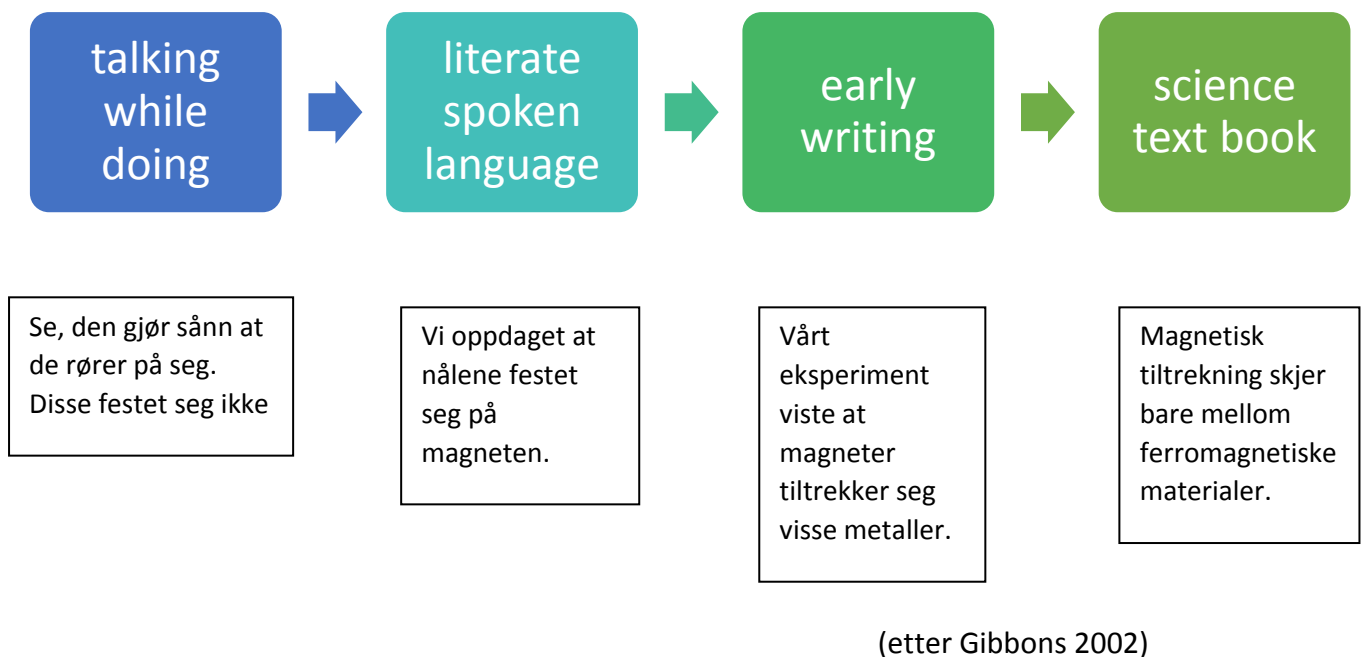 talking
while
doing
literate
spoken
language
early
writing
science
text book
Se, den gjør sånn at
de rører på seg.
Disse festet seg ikke
Vi oppdaget at
nålene festet
seg på
magneten.
Vårt
eksperiment
viste at
magneter
tiltrekker seg
visse metaller.
Magnetisk
tiltrekning skjer
bare mellom
ferromagnetiske
materialer.
(etter Gibbons 2002)